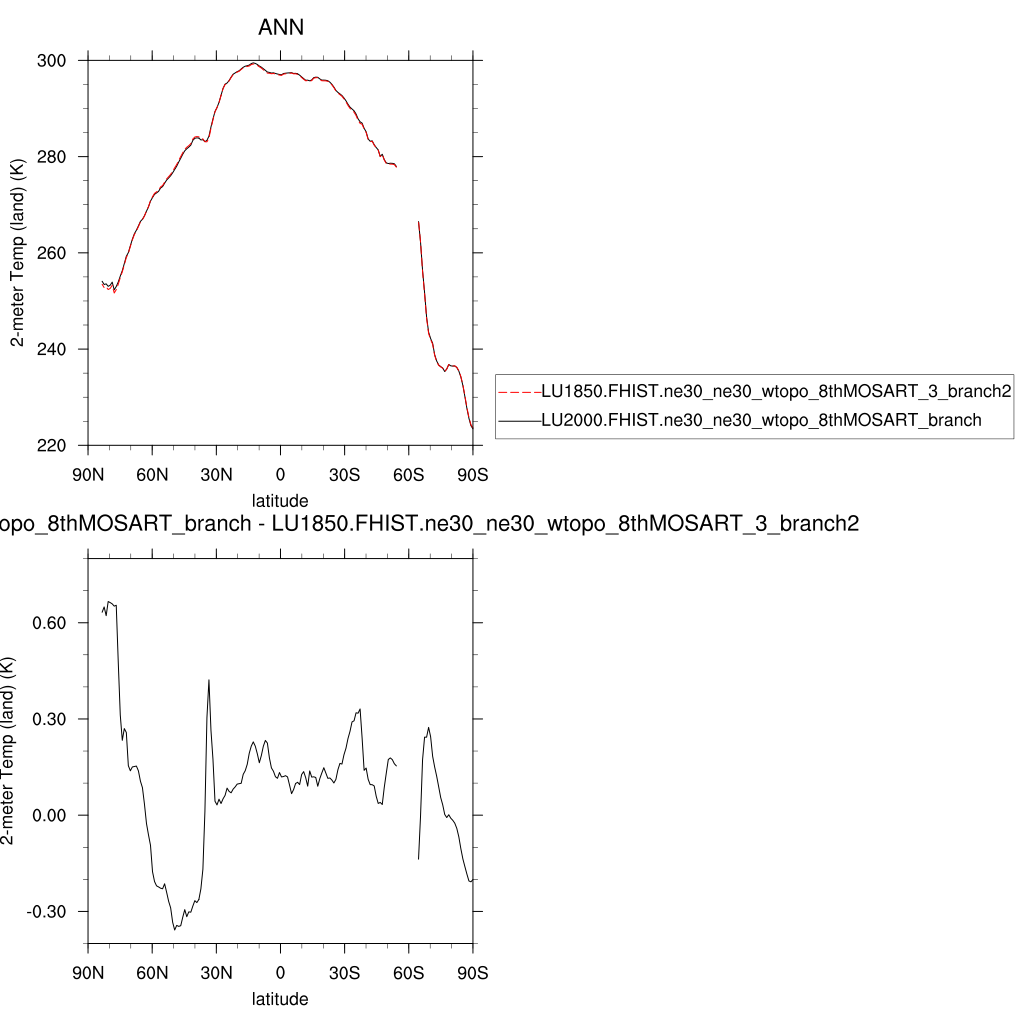 ANN
300
280
260
240
220
2-meter Temp (land) (K)
90N 60N 30N 0 30S 60S 90S
latitude
LU1850.FHIST.ne30_ne30_wtopo_8thMOSART_3_branch2
LU2000.FHIST.ne30_ne30_wtopo_8thMOSART_branch
opo_8thMOSART_branch - LU1850.FHIST.ne30_ne30_wtopo_8thMOSART_3_branch2
0.60
0.30
0.00
-0.30
2-meter Temp (land) (K)
90N 60N 30N 0 30S 60S 90S
latitude